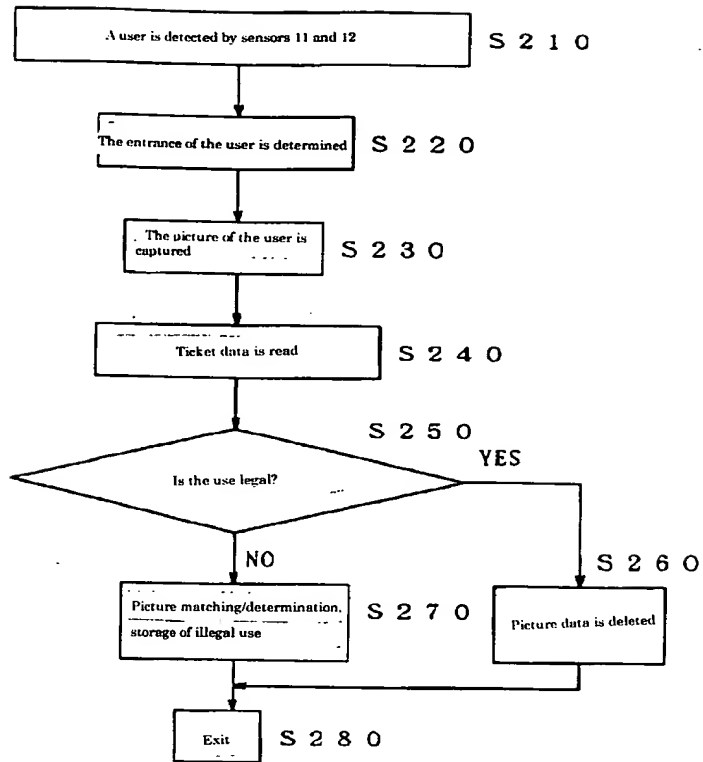 A user is detected by sensors 11 and 12
S210
The entrance of the user is determined
S220
The picture of the user is
captured
S230
Ticket data is read
S240
S250
Is the use legal?
YES
NO
S260
Picture matching/determination,
storage of illegal use
S270
Picture data is deleted
Exit
S280